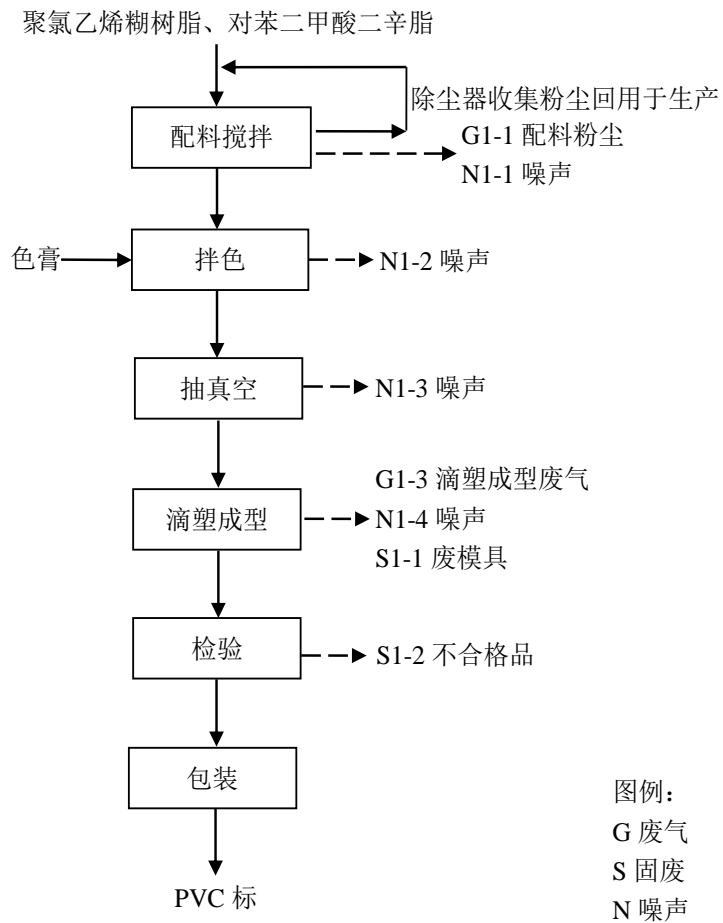 聚氯乙烯糊树脂、对苯二甲酸二辛脂
除尘器收集粉尘回用于生产
配料搅拌
G1-1 配料粉尘
N1-1 噪声
色膏
拌色
N1-2 噪声
抽真空
N1-3 噪声
G1-3 滴塑成型废气
滴塑成型
N1-4 噪声
S1-1 废模具
检验
S1-2 不合格品
包装
图例：
G 废气
S 固废
N 噪声
PVC 标